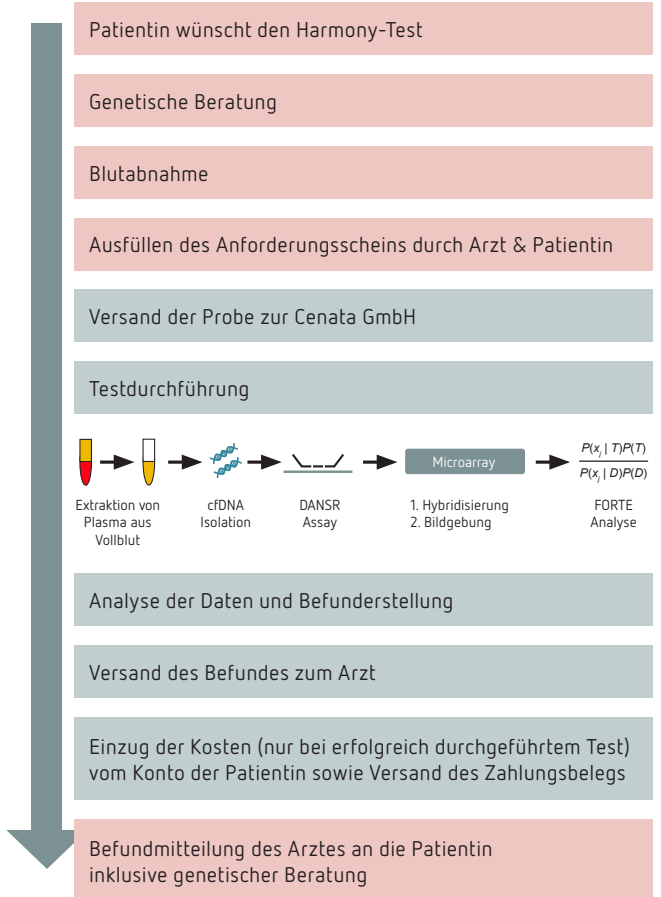 Patientin wünscht den Harmony-Test
Genetische Beratung
Blutabnahme
Ausfüllen des Anforderungsscheins durch Arzt & Patientin
Versand der Probe zur Cenata GmbH
Testdurchführung
Microarray
P(xj | T)P(T)
P(xj | D)P(D)
Extraktion von
Plasma aus
Vollblut
cfDNA
Isolation
DANSR
Assay
1. Hybridisierung
2. Bildgebung
FORTE
Analyse
Analyse der Daten und Befunderstellung
Versand des Befundes zum Arzt
Einzug der Kosten (nur bei erfolgreich durchgeführtem Test)
vom Konto der Patientin sowie Versand des Zahlungsbelegs
Befundmitteilung des Arztes an die Patientin
inklusive genetischer Beratung